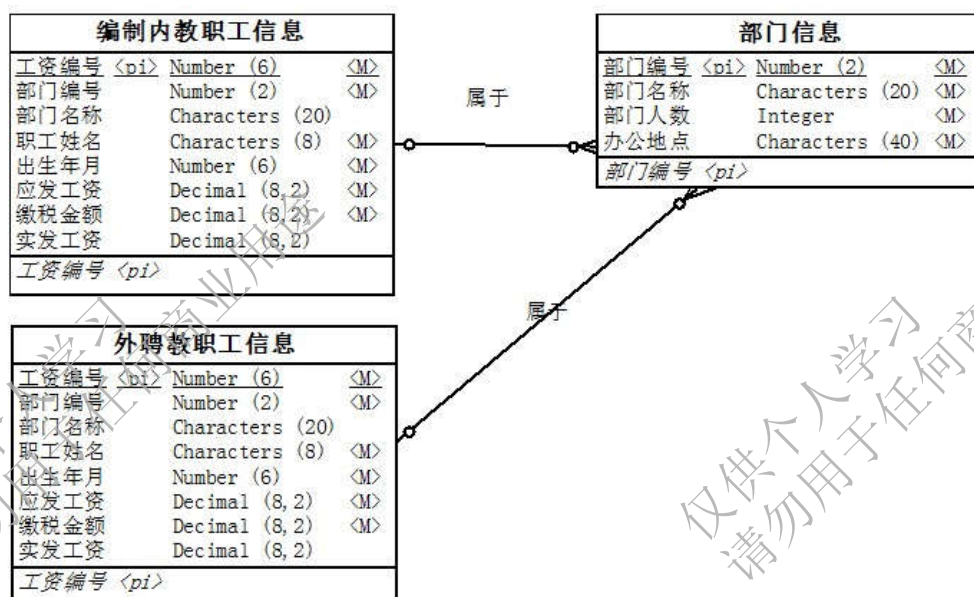 编制内教职工信息
工资编号 <pi> Number (6) <M>
部门编号 Number (2) <M>
部门名称 Characters (20)
职工姓名 Characters (8) <M>
出生年月 Number (6) <M>
应发工资 Decimal (8,2) <M>
缴税金额 Decimal (8,2) <M>
实发工资 Decimal (8,2)
工资编号 <pi>
属于
部门信息
部门编号 <pi> Number (2) <M>
部门名称 Characters (20) <M>
部门人数 Integer <M>
办公地点 Characters (40) <M>
部门编号 <pi>
属于
外聘教职工信息
工资编号 <pi> Number (6) <M>
部门编号 Number (2) <M>
部门名称 Characters (20)
职工姓名 Characters (8) <M>
出生年月 Number (6) <M>
应发工资 Decimal (8,2) <M>
缴税金额 Decimal (8,2) <M>
实发工资 Decimal (8,2)
工资编号 <pi>
仅供个人学习
请勿用于任何商